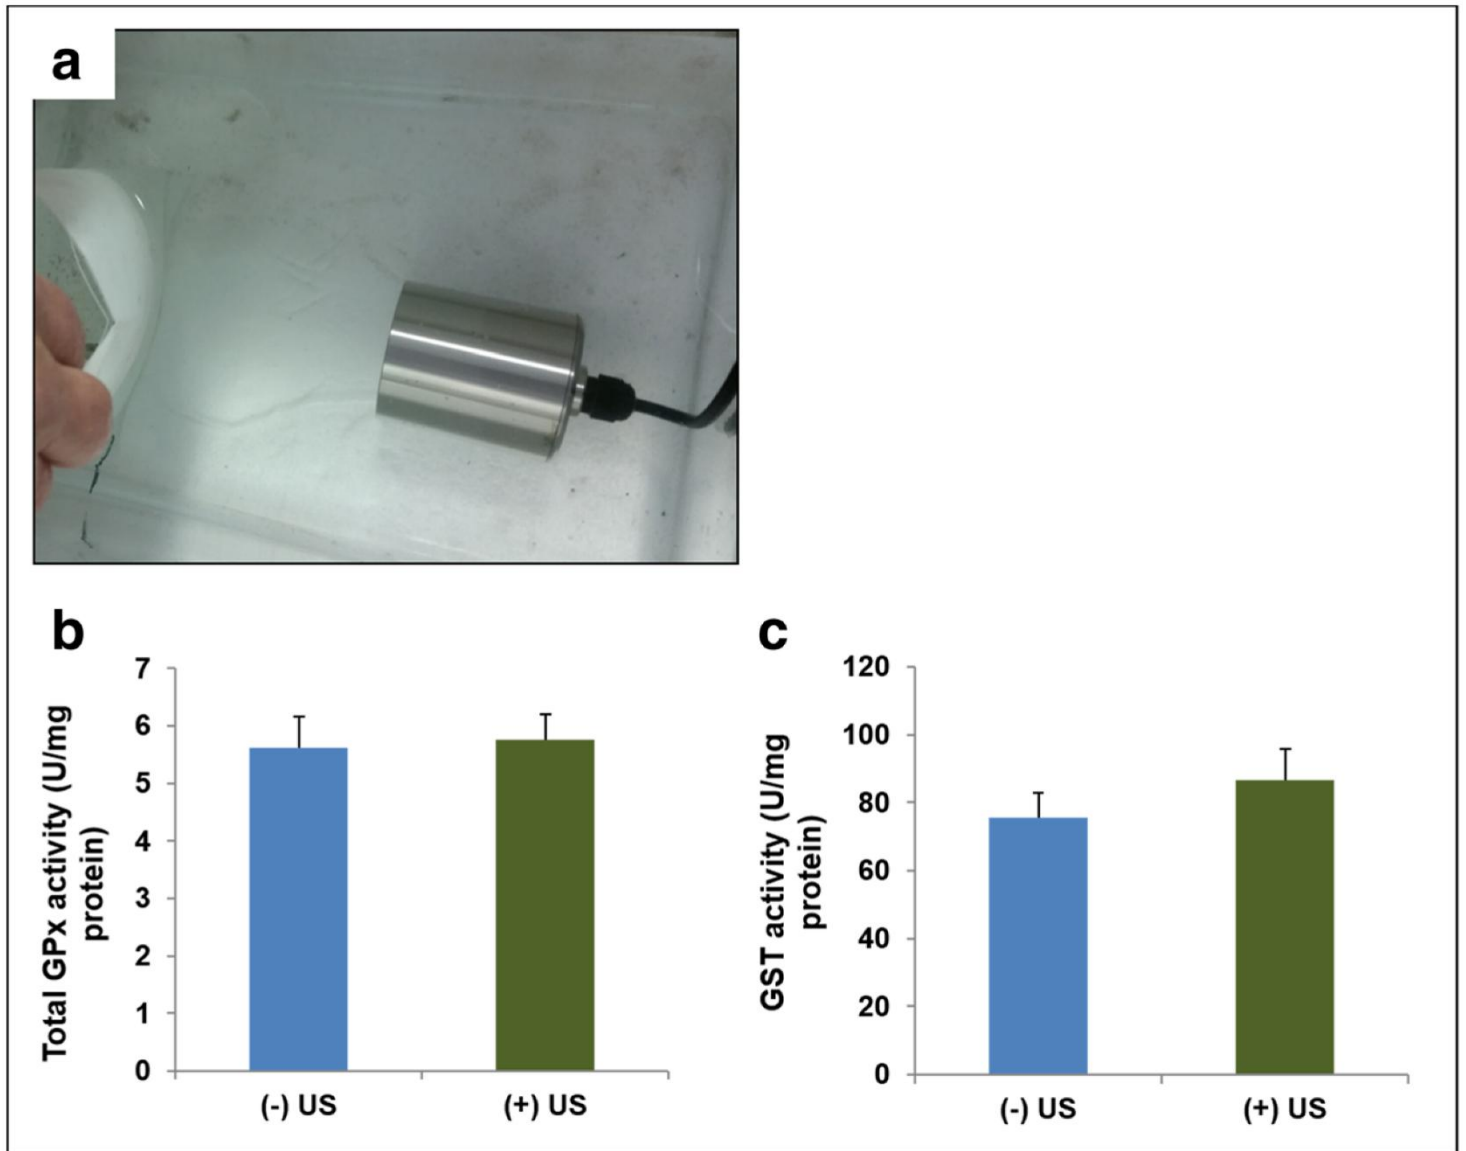 a
b
7
6
5
4
3
2
1
0
Total GPx activity (U/mg
protein)
(-) US
(+) US
c
120
100
80
60
40
20
0
GST activity (U/mg
protein)
(-) US
(+) US